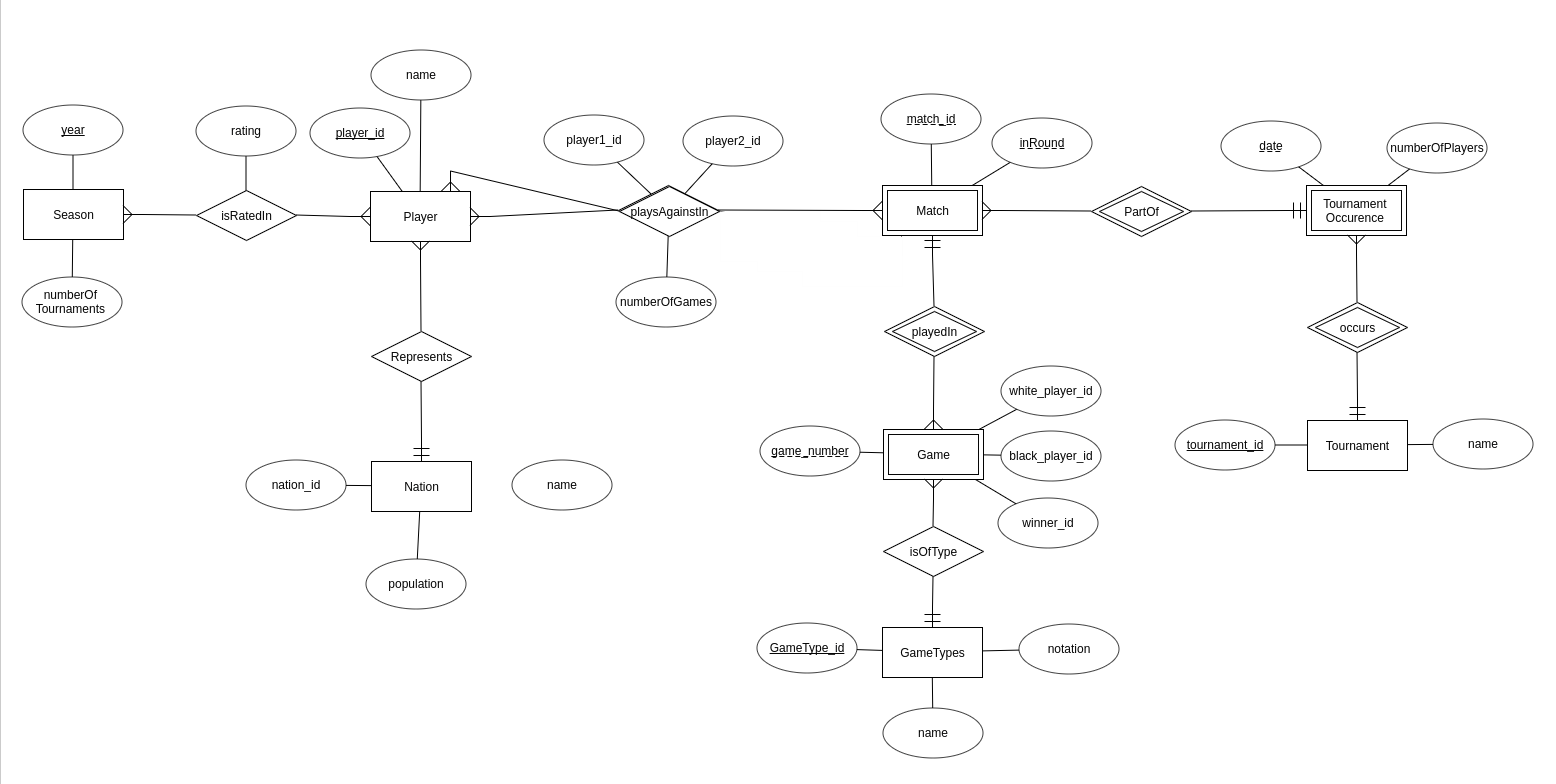 name
year
rating
player_id
player1_id
player2_id
match_id
inRound
date
numberOfPlayers
Season
isRatedIn
Player
playsAgainstIn
Match
PartOf
Tournament
Occurence
numberOf
Tournaments
numberOfGames
Represents
playedIn
occurs
white_player_id
game_number
Game
black_player_id
tournament_id
Tournament
name
nation_id
Nation
name
winner_id
isOfType
population
GameType_id
GameTypes
notation
name